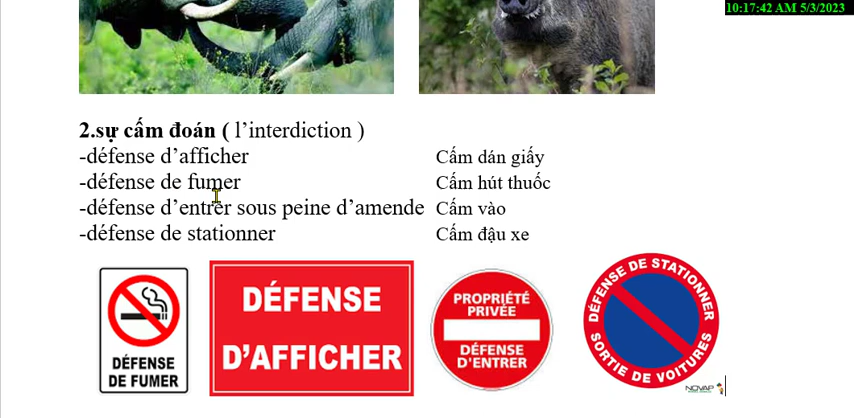 10:17:42 AM 5/3/2023
2.sự cấm đoán ( l’interdiction )
-défense d’afficher Cấm dán giấy
-défense de fumer Cấm hút thuốc
-défense d’entrer sous peine d’amende Cấm vào
-défense de stationner Cấm đậu xe
DÉFENSE
DE FUMER
DÉFENSE
D’AFFICHER
PROPRIÉTÉ
PRIVÉE
DÉFENSE
D'ENTRER
DÉFENSE DE STATIONNER
SORTIE DE VOITURES
NOVAP